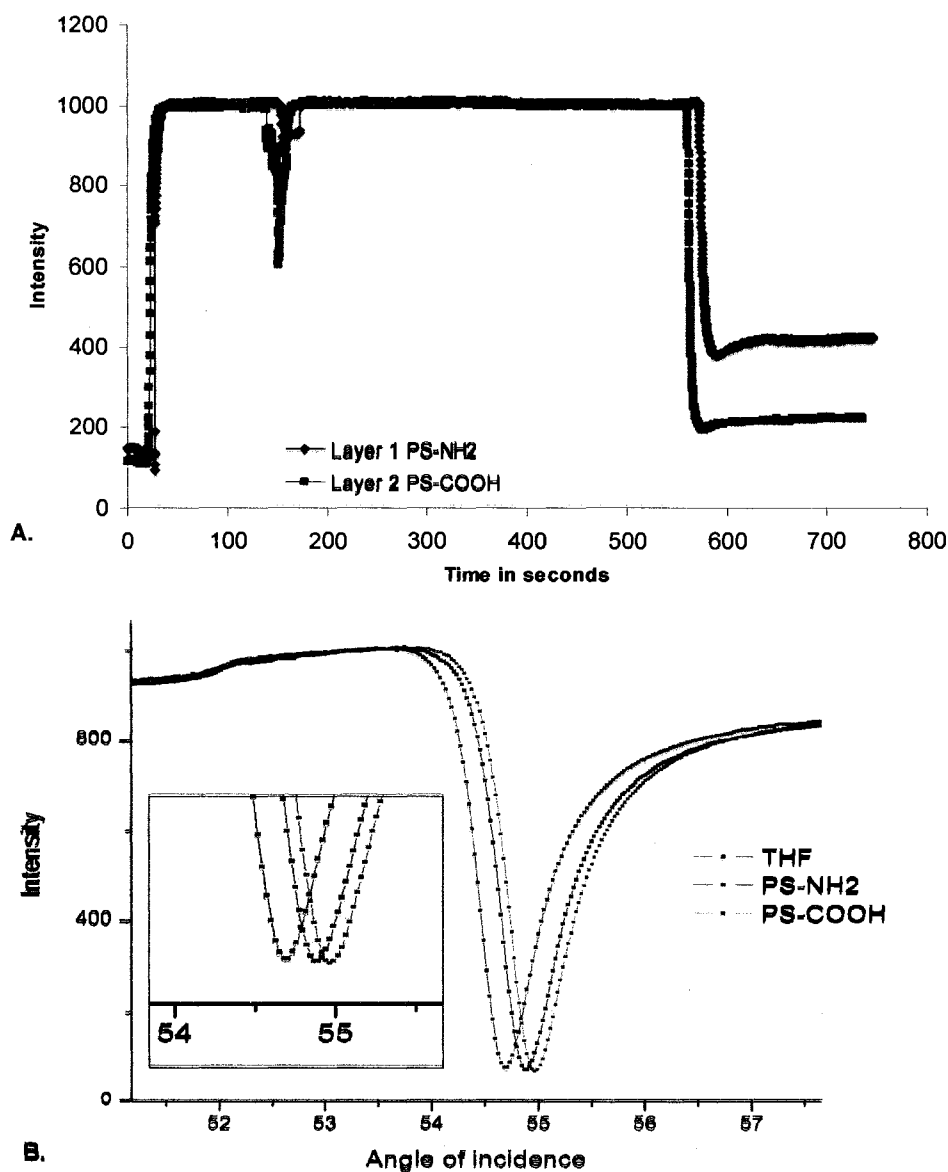 1200
1000
800
600
400
200
0
Intensity
Layer 1 PS-NH2
Layer 2 PS-COOH
A.
0 100 200 300 400 500 600 700 800
Time in seconds
800
400
0
Intensity
THF
PS-NH2
PS-COOH
54 55
52 53 54 55 56 57
B.
Angle of incidence